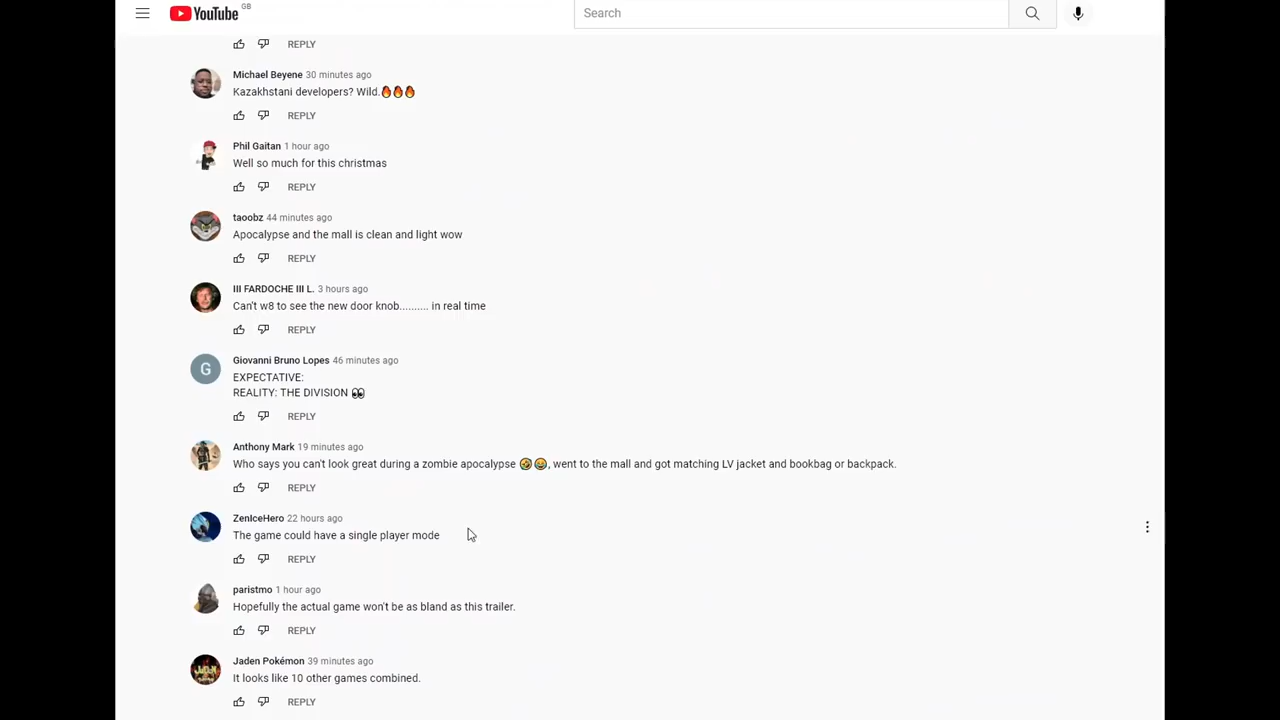 YouTube GB
Search
REPLY
Michael Beyene 30 minutes ago
Kazakhstani developers? Wild.🔥🔥🔥
REPLY
Phil Gaitan 1 hour ago
Well so much for this christmas
REPLY
taoobz 44 minutes ago
Apocalypse and the mall is clean and light wow
REPLY
III FARDOCHE III L. 3 hours ago
Can't w8 to see the new door knob.......... in real time
REPLY
G
Giovanni Bruno Lopes 46 minutes ago
EXPECTATIVE:
REALITY: THE DIVISION 👀
REPLY
Anthony Mark 19 minutes ago
Who says you can't look great during a zombie apocalypse 🤣😂, went to the mall and got matching LV jacket and bookbag or backpack.
REPLY
ZenIceHero 22 hours ago
The game could have a single player mode
REPLY
paristmo 1 hour ago
Hopefully the actual game won't be as bland as this trailer.
REPLY
Jaden Pokémon 39 minutes ago
It looks like 10 other games combined.
REPLY